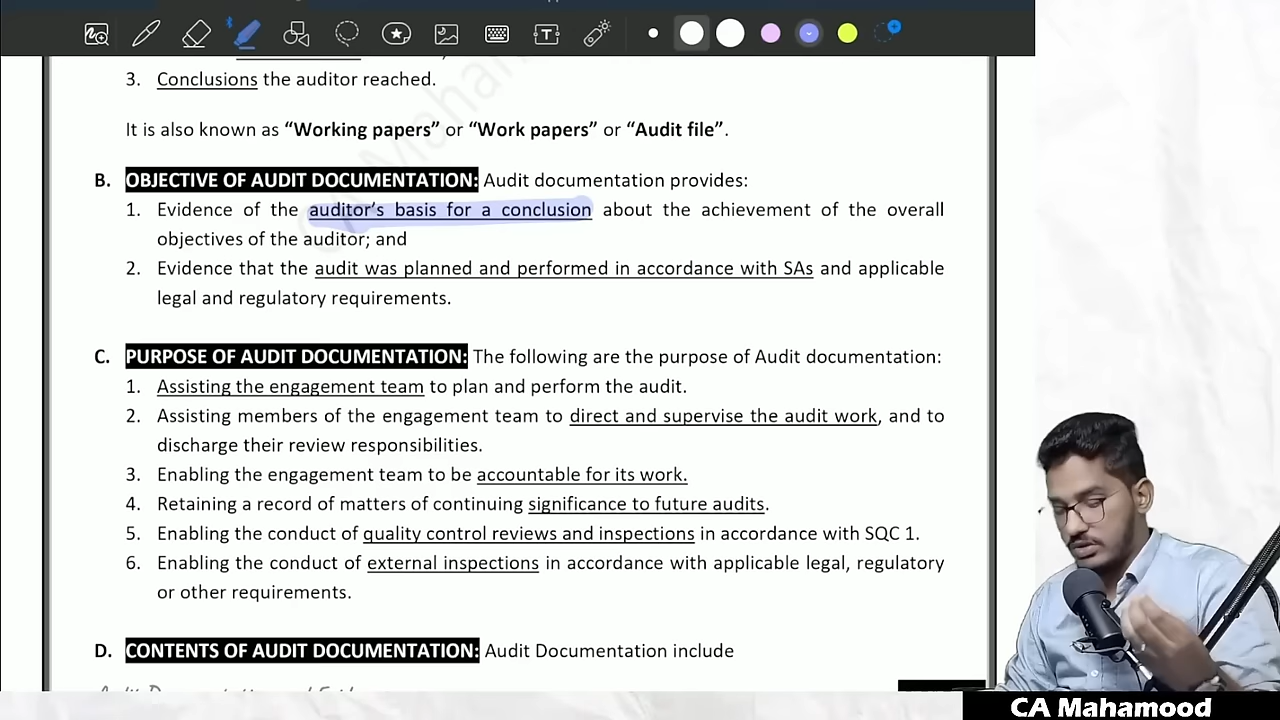 3. Conclusions the auditor reached.
It is also known as “Working papers” or “Work papers” or “Audit file”.
B. OBJECTIVE OF AUDIT DOCUMENTATION: Audit documentation provides:
1. Evidence of the auditor’s basis for a conclusion about the achievement of the overall
objectives of the auditor; and
2. Evidence that the audit was planned and performed in accordance with SAs and applicable
legal and regulatory requirements.
C. PURPOSE OF AUDIT DOCUMENTATION: The following are the purpose of Audit documentation:
1. Assisting the engagement team to plan and perform the audit.
2. Assisting members of the engagement team to direct and supervise the audit work, and to
discharge their review responsibilities.
3. Enabling the engagement team to be accountable for its work.
4. Retaining a record of matters of continuing significance to future audits.
5. Enabling the conduct of quality control reviews and inspections in accordance with SQC 1.
6. Enabling the conduct of external inspections in accordance with applicable legal, regulatory
or other requirements.
D. CONTENTS OF AUDIT DOCUMENTATION: Audit Documentation include
CA Mahamood